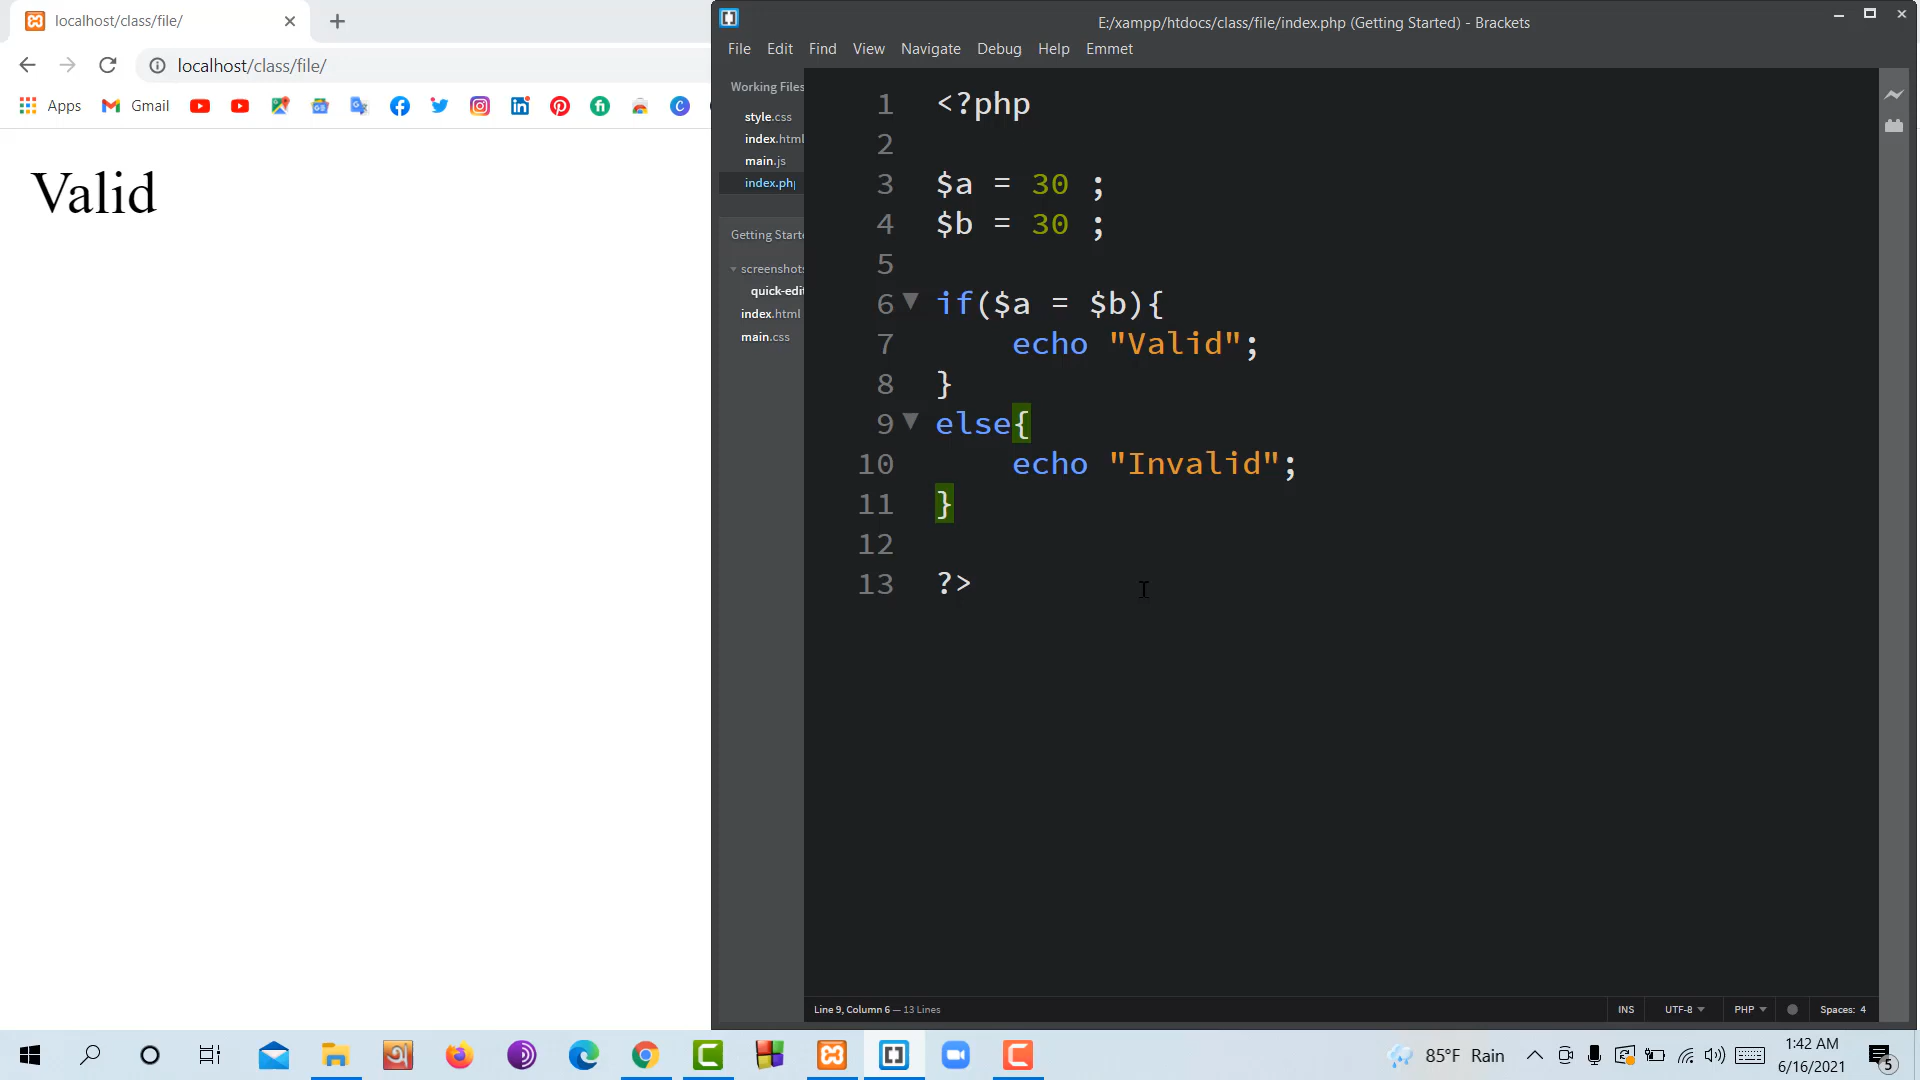 localhost/class/file/
localhost/class/file/
Apps
Gmail
Valid
E:/xampp/htdocs/class/file/index.php (Getting Started) - Brackets
File Edit Find View Navigate Debug Help Emmet
Working Files
style.css
index.html
main.js
index.php
Getting Starte
screenshots
quick-edi
index.html
main.css
1 <?php
2
3 $a = 30 ;
4 $b = 30 ;
5
6 if($a = $b){
7 echo "Valid";
8 }
9 else{
10 echo "Invalid";
11 }
12
13 ?>
Line 9, Column 6 — 13 Lines
INS
UTF-8
PHP
Spaces: 4
85°F Rain
1:42 AM
6/16/2021
5